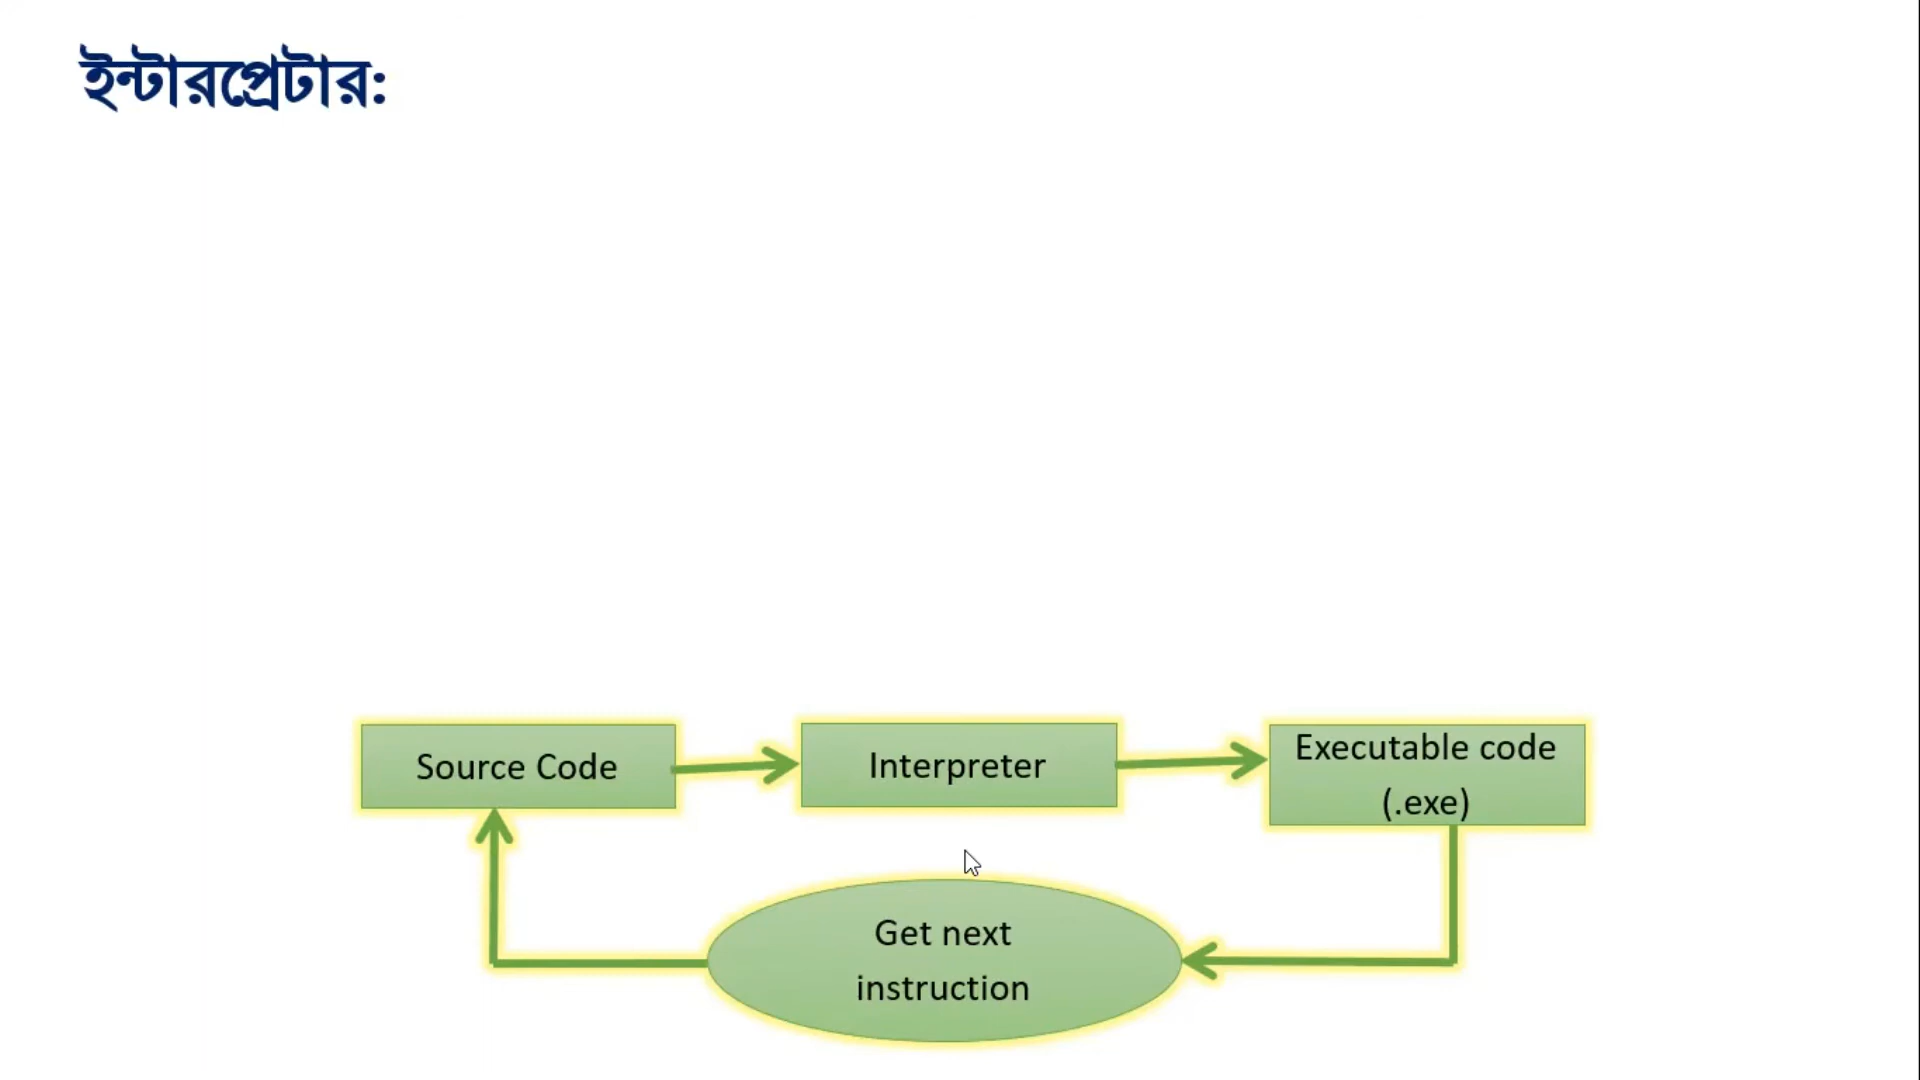 ইন্টারপ্রেটার:
Source Code
Interpreter
Executable code
(.exe)
Get next
instruction